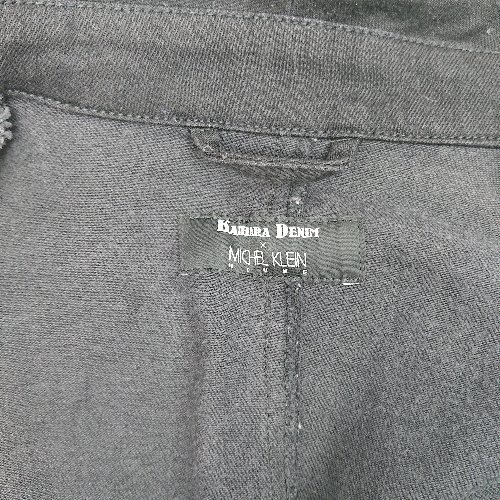 KAIHARA DENIM
×
MICHEL KLEIN
HOMME